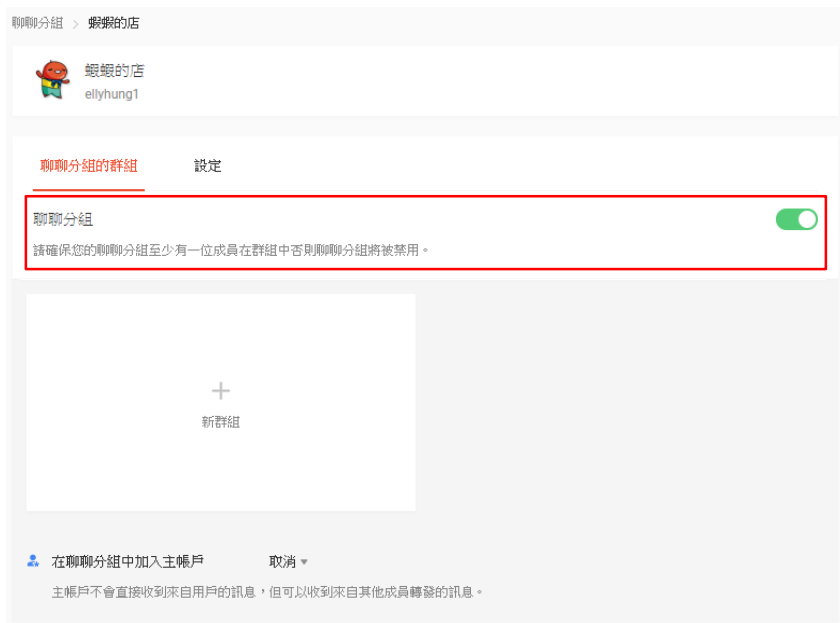 聊聊分組 > 蝦蝦的店
蝦蝦的店
ellyhung1
聊聊分組的群組 設定
聊聊分組
請確保您的聊聊分組至少有一位成員在群組中否則聊聊分組將被禁用。
新群組
在聊聊分組中加入主帳戶 取消
主帳戶不會直接收到來自用戶的訊息，但可以收到來自其他成員轉發的訊息。